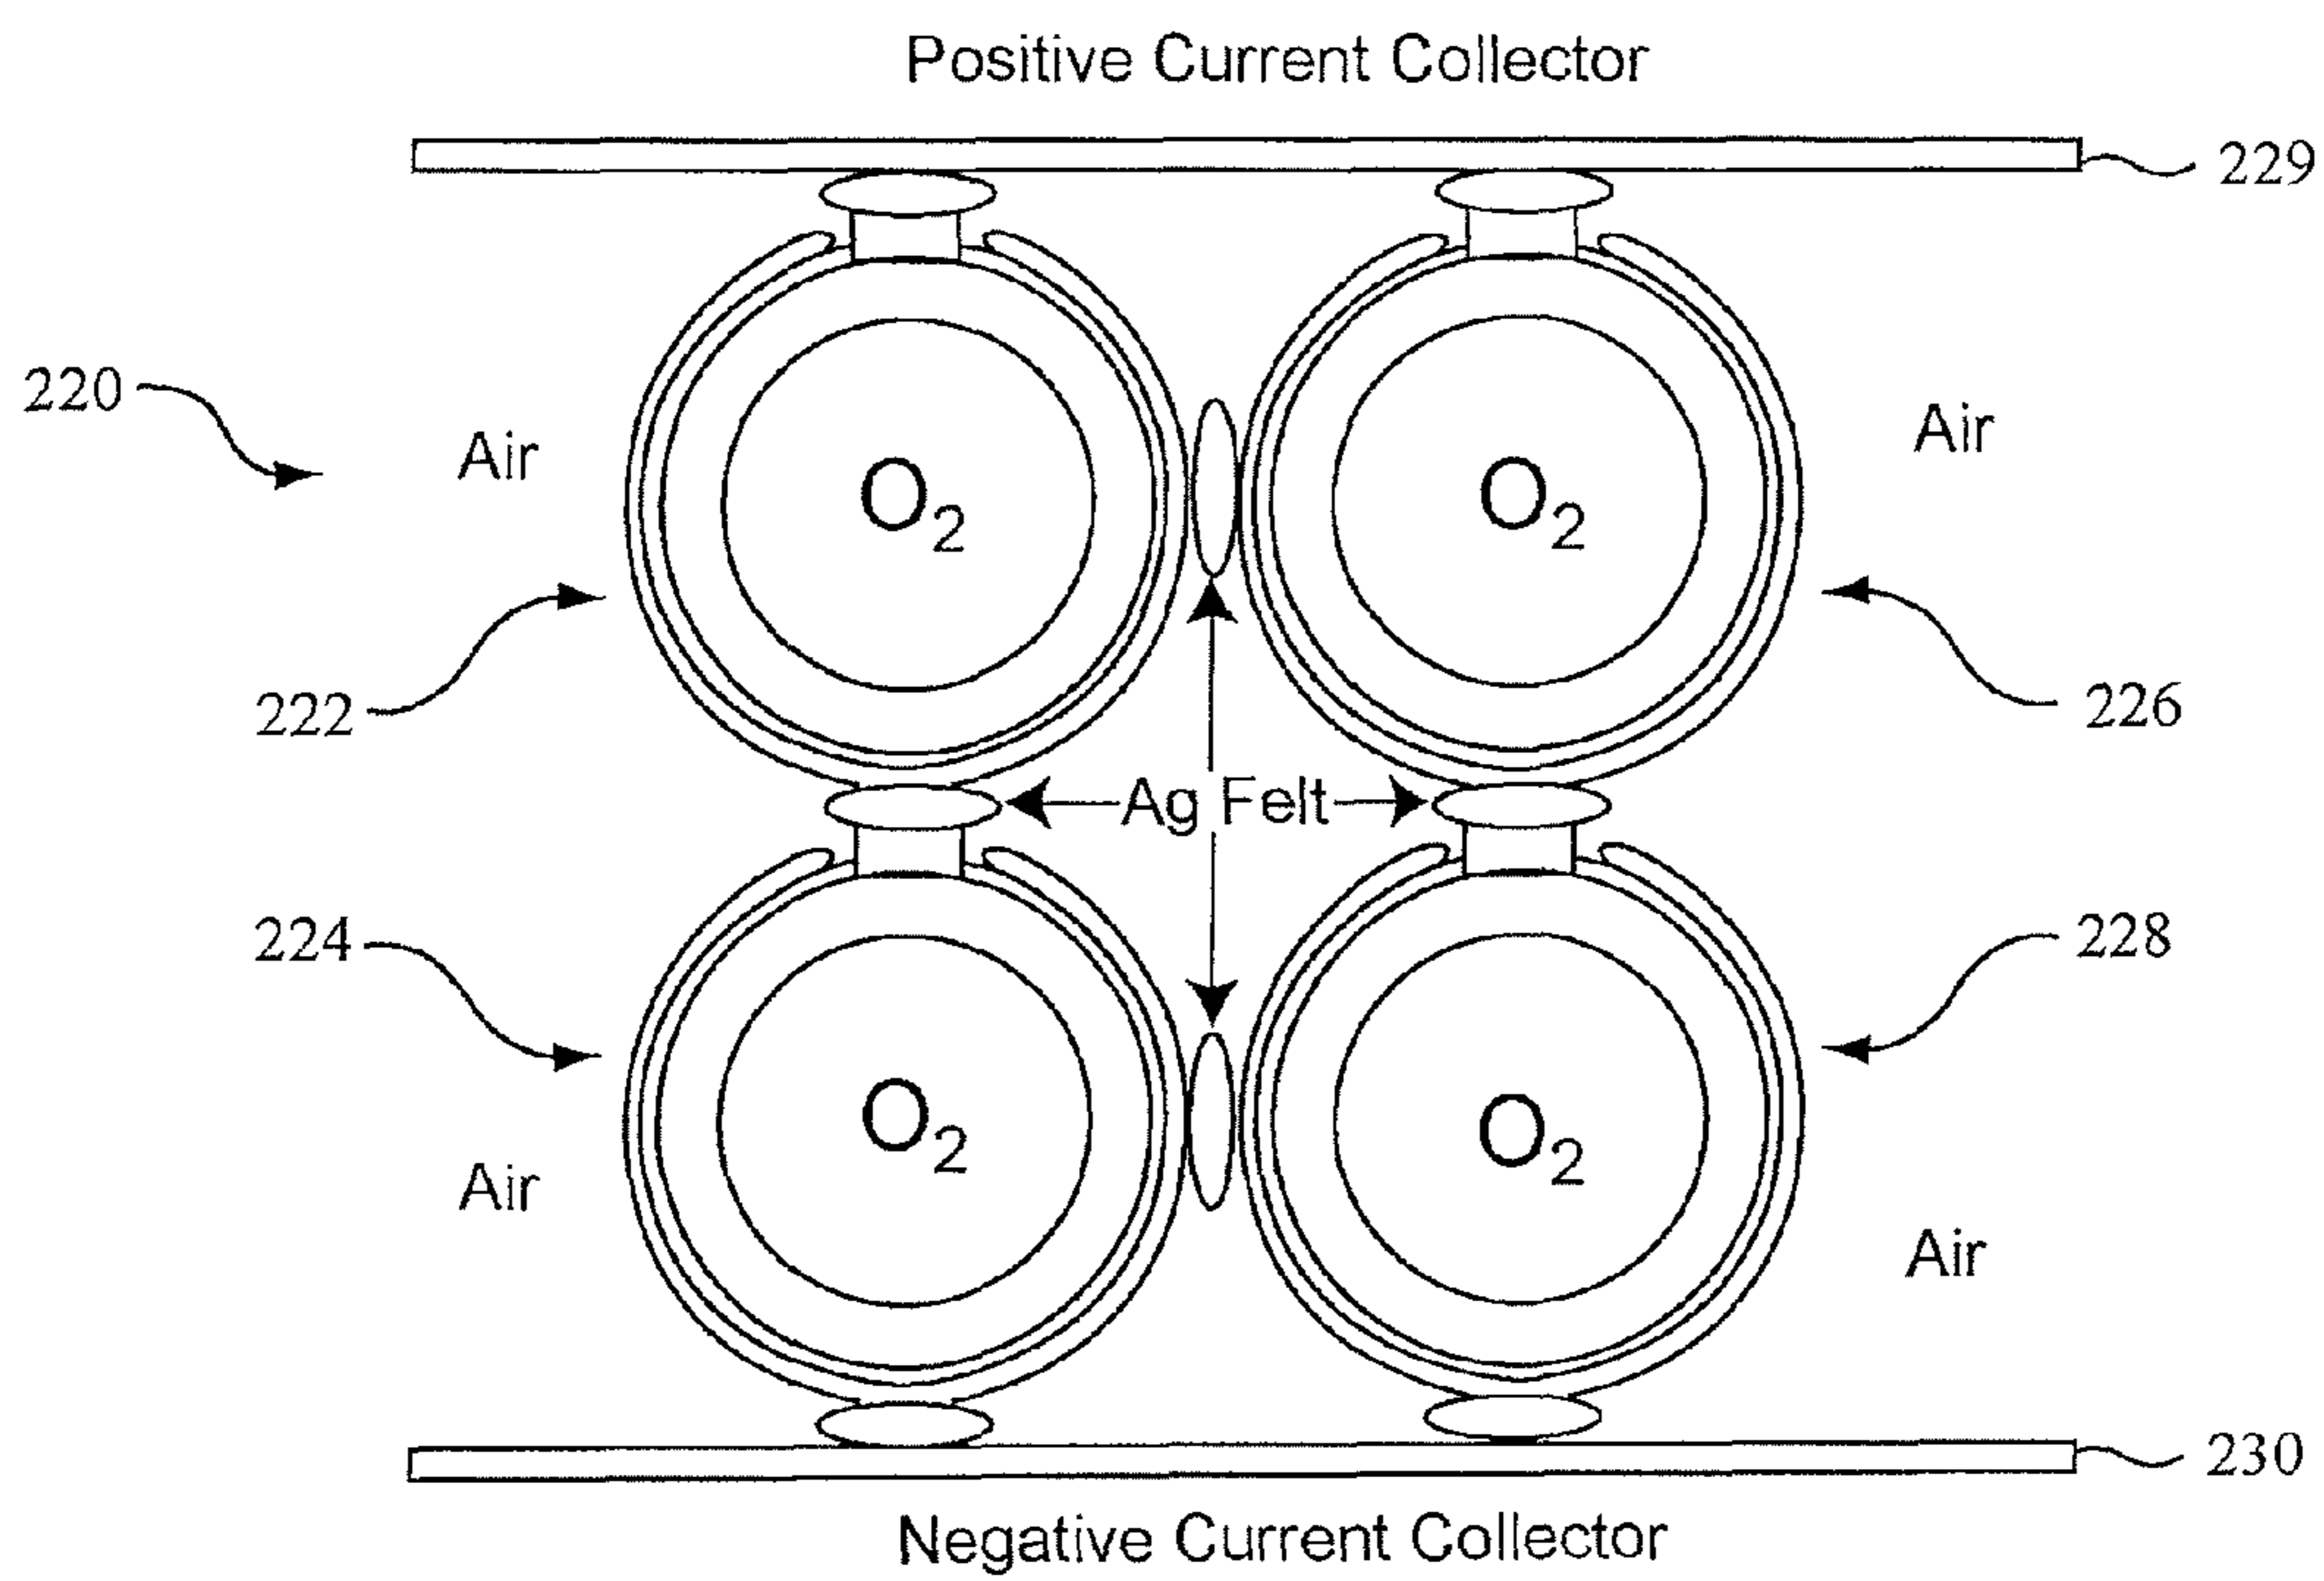 Positive Current Collector
229
220
Air
O2
O2
Air
222
226
Ag Felt
224
228
O2
O2
Air
Air
230
Negative Current Collector